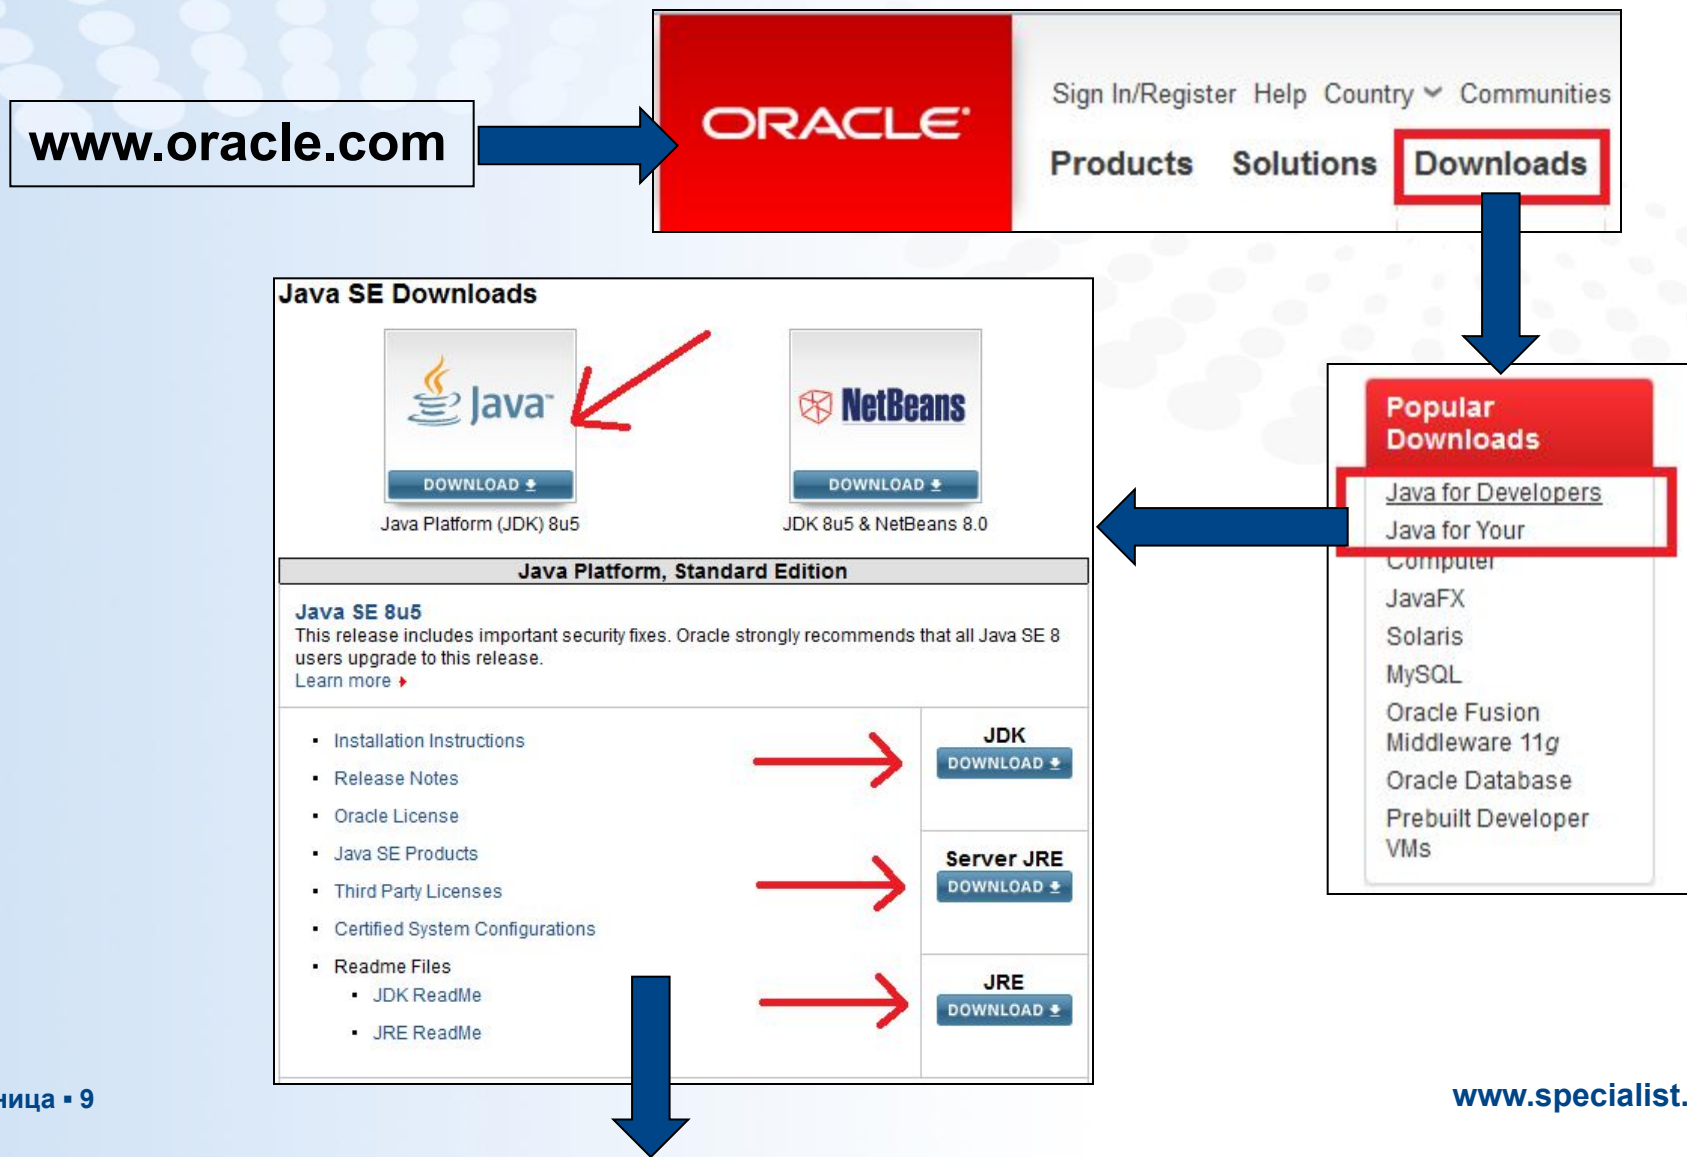 www.oracle.com
ORACLE
Sign In/Register Help Country Communities
Products Solutions Downloads
Java SE Downloads
Java™
DOWNLOAD
Java Platform (JDK) 8u5
NetBeans
DOWNLOAD
JDK 8u5 & NetBeans 8.0
Java Platform, Standard Edition
Java SE 8u5
This release includes important security fixes. Oracle strongly recommends that all Java SE 8
users upgrade to this release.
Learn more
▪ Installation Instructions
▪ Release Notes
▪ Oracle License
▪ Java SE Products
▪ Third Party Licenses
▪ Certified System Configurations
▪ Readme Files
▪ JDK ReadMe
▪ JRE ReadMe
JDK
DOWNLOAD
Server JRE
DOWNLOAD
JRE
DOWNLOAD
Popular
Downloads
Java for Developers
Java for Your
Computer
JavaFX
Solaris
MySQL
Oracle Fusion
Middleware 11g
Oracle Database
Prebuilt Developer
VMs
ница ▪ 9
www.specialist.